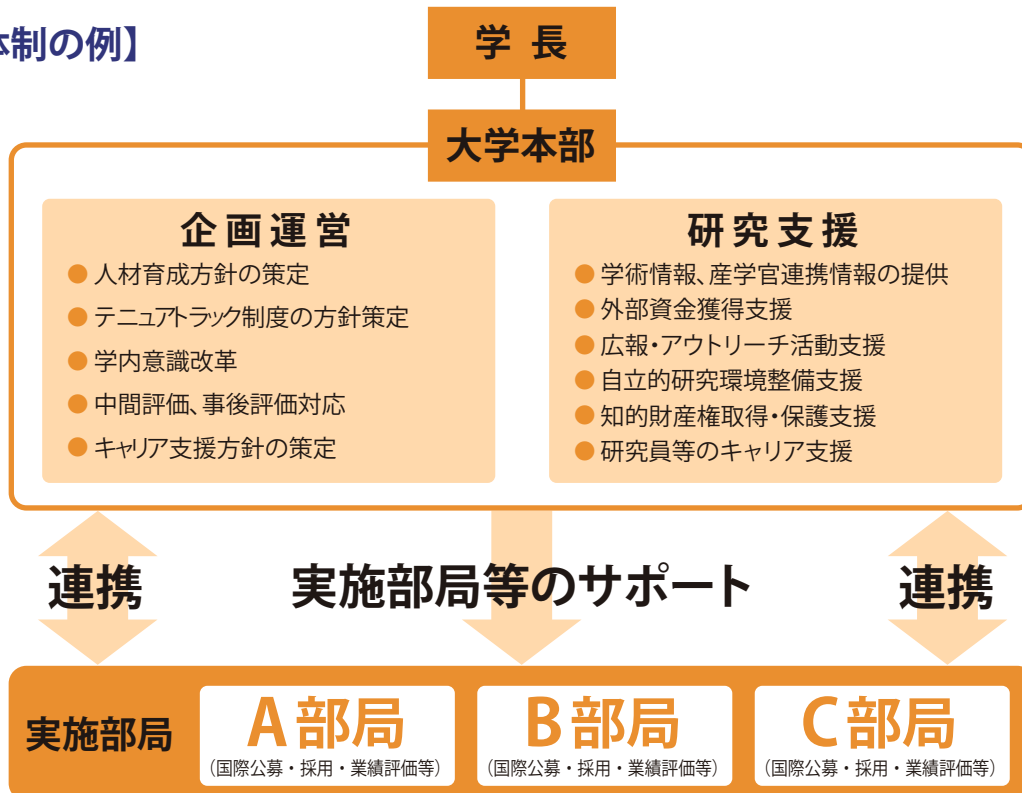 体制の例】
学長
大学本部
企画運営
● 人材育成方針の策定
● テニュアトラック制度の方針策定
● 学内意識改革
● 中間評価、事後評価対応
● キャリア支援方針の策定
研究支援
● 学術情報、産学官連携情報の提供
● 外部資金獲得支援
● 広報・アウトリーチ活動支援
● 自立的研究環境整備支援
● 知的財産権取得・保護支援
● 研究員等のキャリア支援
連携
実施部局等のサポート
連携
実施部局
A部局
（国際公募・採用・業績評価等）
B部局
（国際公募・採用・業績評価等）
C部局
（国際公募・採用・業績評価等）